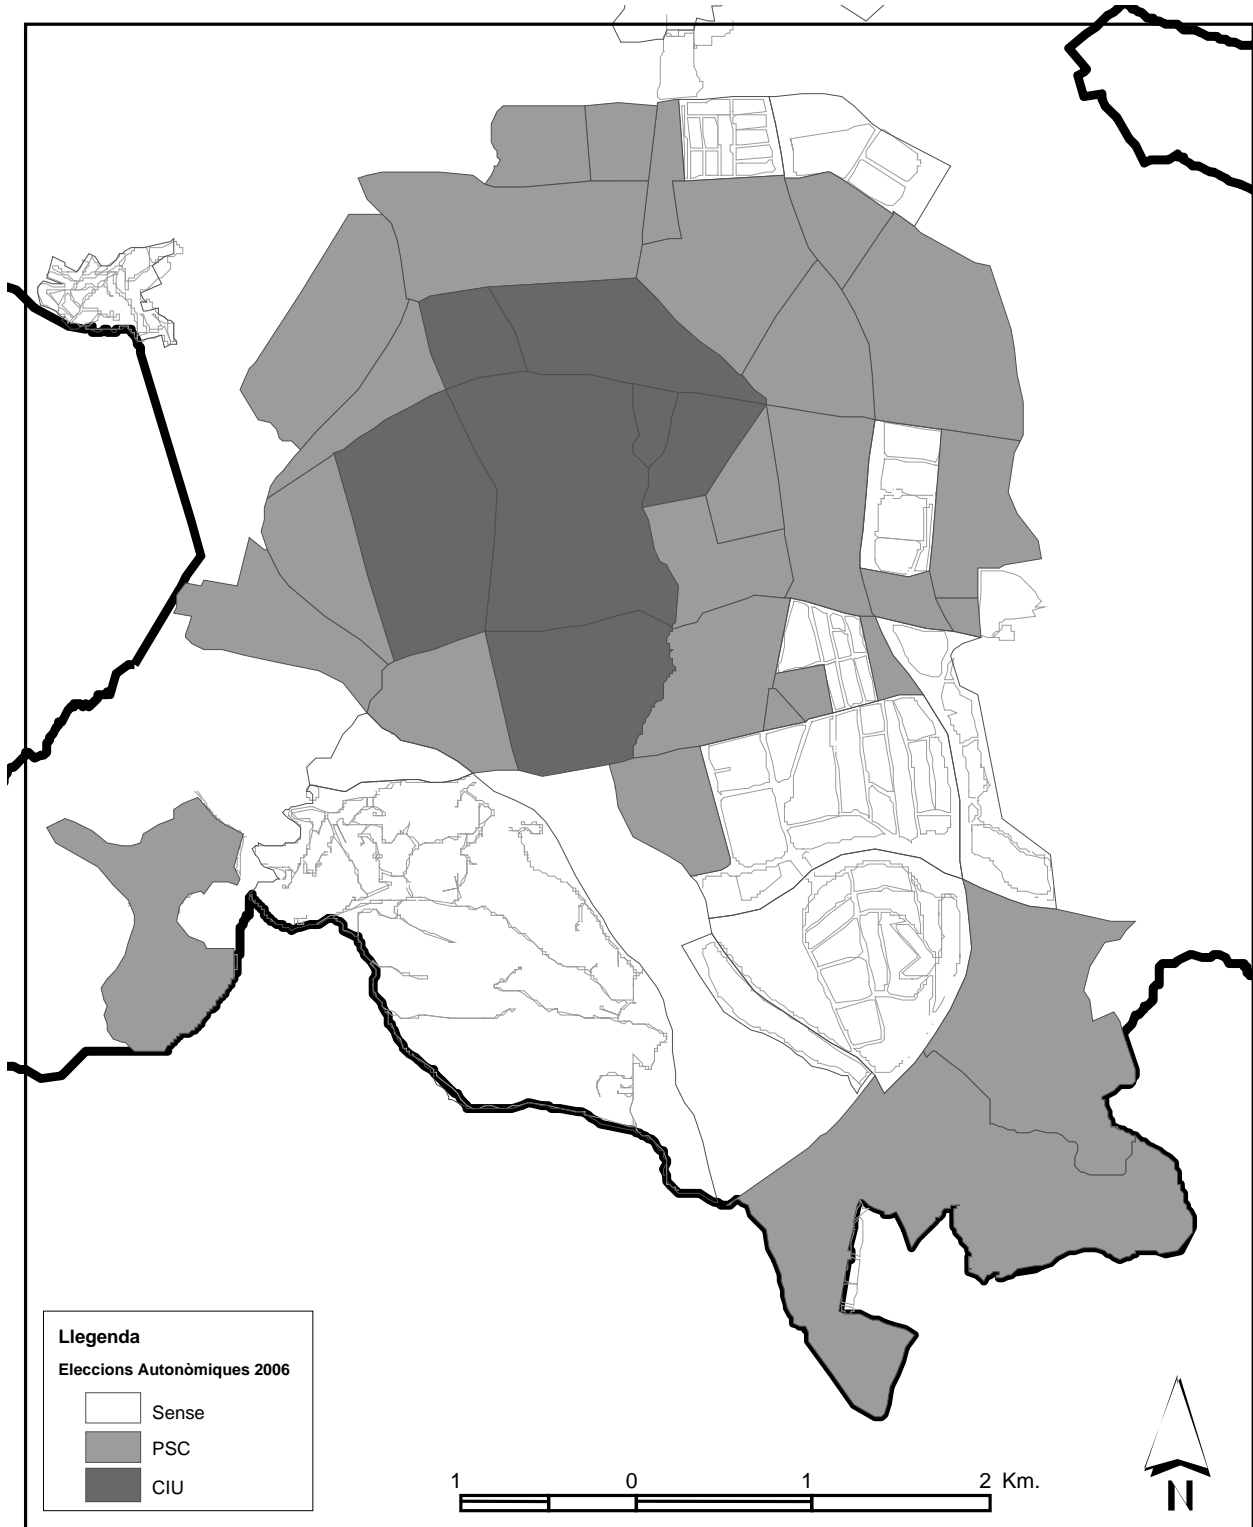 Llegenda
Eleccions Autonòmiques 2006
Sense
PSC
CIU
1 0 1 2 Km.
N